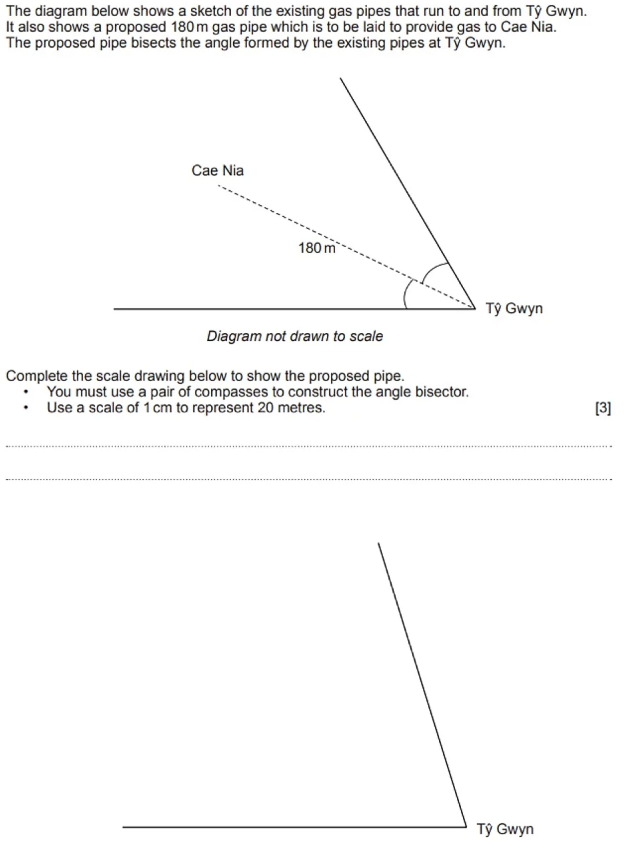 The diagram below shows a sketch of the existing gas pipes that run to and from Tŷ Gwyn.
It also shows a proposed 180 m gas pipe which is to be laid to provide gas to Cae Nia.
The proposed pipe bisects the angle formed by the existing pipes at Tŷ Gwyn.
Cae Nia
180 m
Tŷ Gwyn
Diagram not drawn to scale
Complete the scale drawing below to show the proposed pipe.
• You must use a pair of compasses to construct the angle bisector.
• Use a scale of 1 cm to represent 20 metres. [3]
Tŷ Gwyn